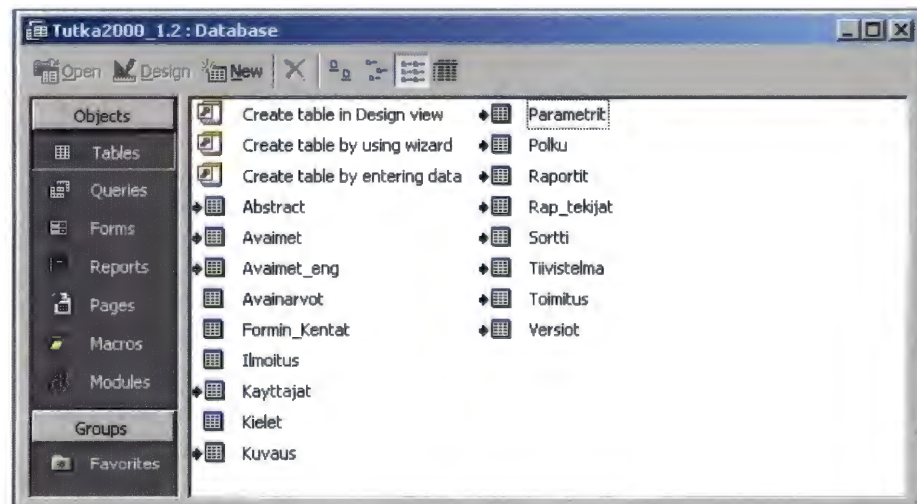 Tutka2000_1.2 : Database
Open Design New
Objects
Tables
Queries
Forms
Reports
Pages
Macros
Modules
Groups
Favorites
Create table in Design view
Create table by using wizard
Create table by entering data
Abstract
Avaimet
Avaimet_eng
Avainarvot
Formin_Kentat
Ilmoitus
Kayttajat
Kielet
Kuvaus
Parametrit
Polku
Raportit
Rap_tekijat
Sortti
Tiivistelma
Toimitus
Versiot